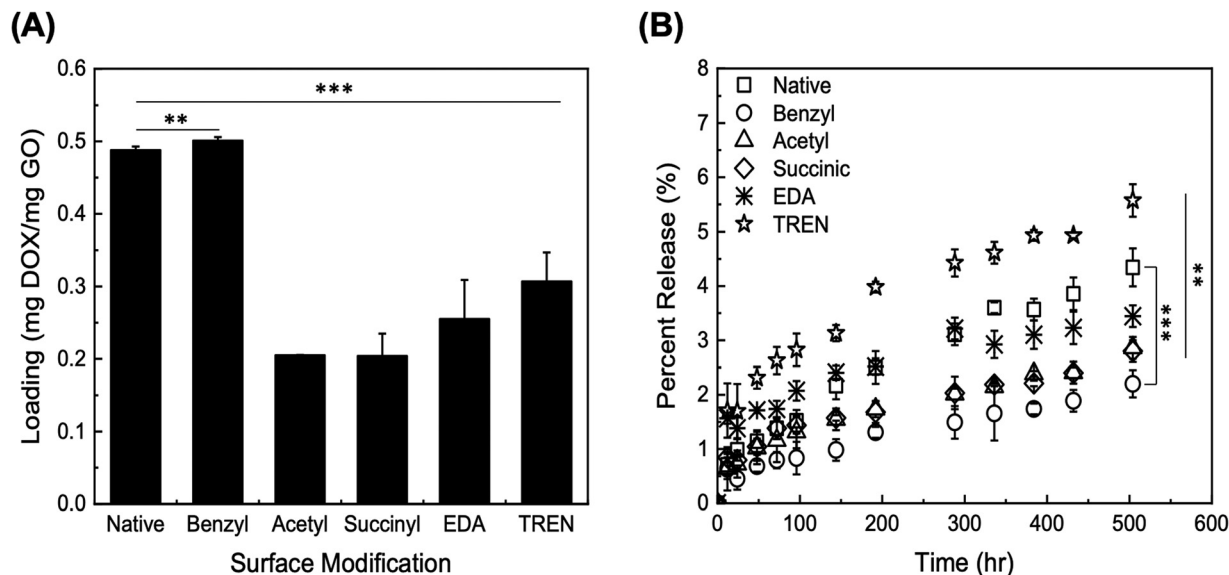 (A)
Loading (mg DOX/mg GO)
0.6
0.5
0.4
0.3
0.2
0.1
0.0
***
**
Native Benzyl Acetyl Succinyl EDA TREN
Surface Modification
(B)
Percent Release (%)
8
7
6
5
4
3
2
1
0
Native
Benzyl
Acetyl
Succinic
EDA
TREN
***
**
0 100 200 300 400 500 600
Time (hr)